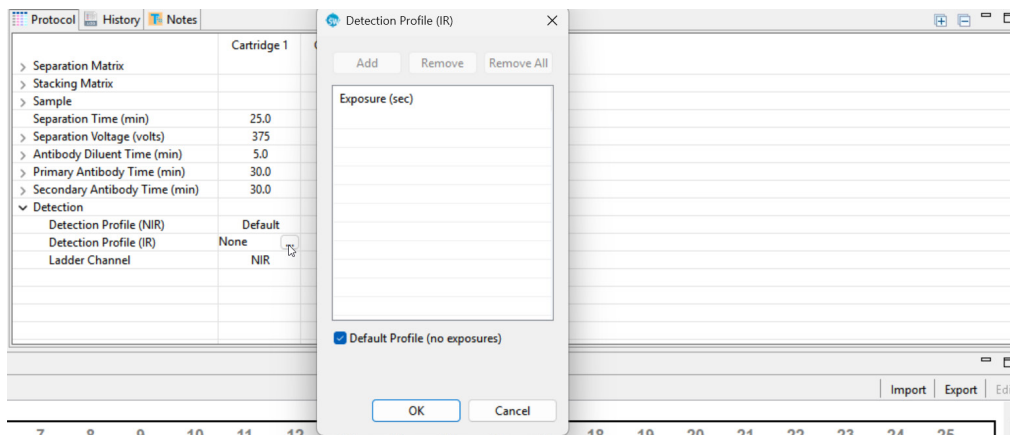 Protocol History Notes
Cartridge 1
Separation Matrix
Stacking Matrix
Sample
Separation Time (min) 25.0
Separation Voltage (volts) 375
Antibody Diluent Time (min) 5.0
Primary Antibody Time (min) 30.0
Secondary Antibody Time (min) 30.0
Detection
Detection Profile (NIR) Default
Detection Profile (IR) None ...
Ladder Channel NIR
Detection Profile (IR)
Add Remove Remove All
Exposure (sec)
Default Profile (no exposures)
OK Cancel
Import Export
7 8 9 10 11 12 18 19 20 21 22 23 24 25